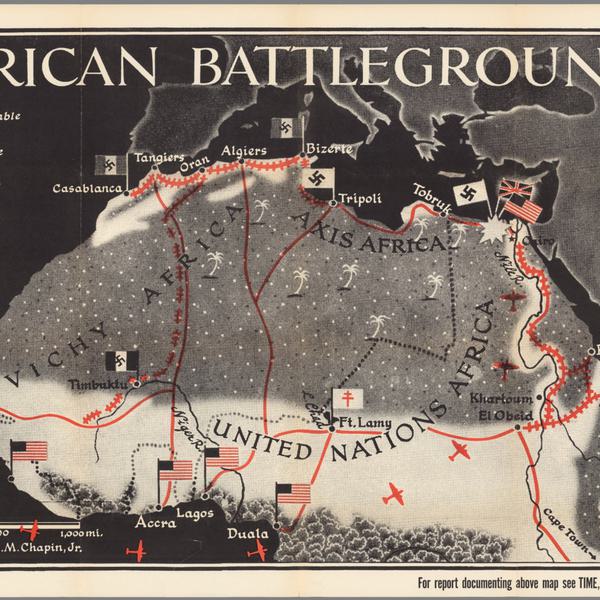 RICAN BATTLEGROUN
ble
Tangiers
Oran
Algiers
Bizerte
Casablanca
Tripoli
Tobruk
Cairo
AXIS AFRICA
VICHY AFRICA
Nile R.
Timbuktu
Niger R.
L. Chad
Ft. Lamy
Khartoum
El Obeid
UNITED NATIONS AFRICA
Accra
Lagos
Duala
Cape Town
00 1,000 mi.
.M. Chapin, Jr.
For report documenting above map see TIME,